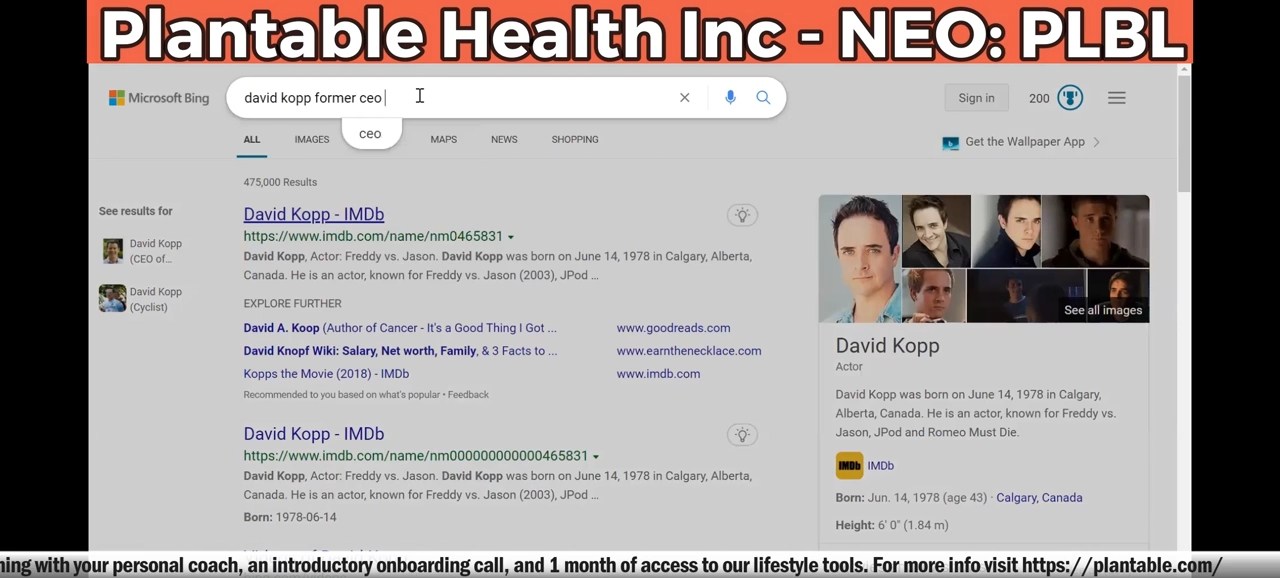 Plantable Health Inc - NEO: PLBL
Microsoft Bing
david kopp former ceo
Sign in
200
ceo
ALL
IMAGES
MAPS
NEWS
SHOPPING
Get the Wallpaper App
475,000 Results
See results for
David Kopp
(CEO of...
David Kopp
(Cyclist)
David Kopp - IMDb
https://www.imdb.com/name/nm0465831
David Kopp, Actor: Freddy vs. Jason. David Kopp was born on June 14, 1978 in Calgary, Alberta,
Canada. He is an actor, known for Freddy vs. Jason (2003), JPod ...
EXPLORE FURTHER
David A. Koop (Author of Cancer - It's a Good Thing I Got ...
www.goodreads.com
David Knopf Wiki: Salary, Net worth, Family, & 3 Facts to ...
www.earnthenecklace.com
Kopps the Movie (2018) - IMDb
www.imdb.com
Recommended to you based on what's popular • Feedback
David Kopp - IMDb
https://www.imdb.com/name/nm000000000000465831
David Kopp, Actor: Freddy vs. Jason. David Kopp was born on June 14, 1978 in Calgary, Alberta,
Canada. He is an actor, known for Freddy vs. Jason (2003), JPod ...
Born: 1978-06-14
See all images
David Kopp
Actor
David Kopp was born on June 14, 1978 in Calgary,
Alberta, Canada. He is an actor, known for Freddy vs.
Jason, JPod and Romeo Must Die.
IMDb
IMDb
Born: Jun. 14, 1978 (age 43) · Calgary, Canada
Height: 6' 0" (1.84 m)
ning with your personal coach, an introductory onboarding call, and 1 month of access to our lifestyle tools. For more info visit https://plantable.com/